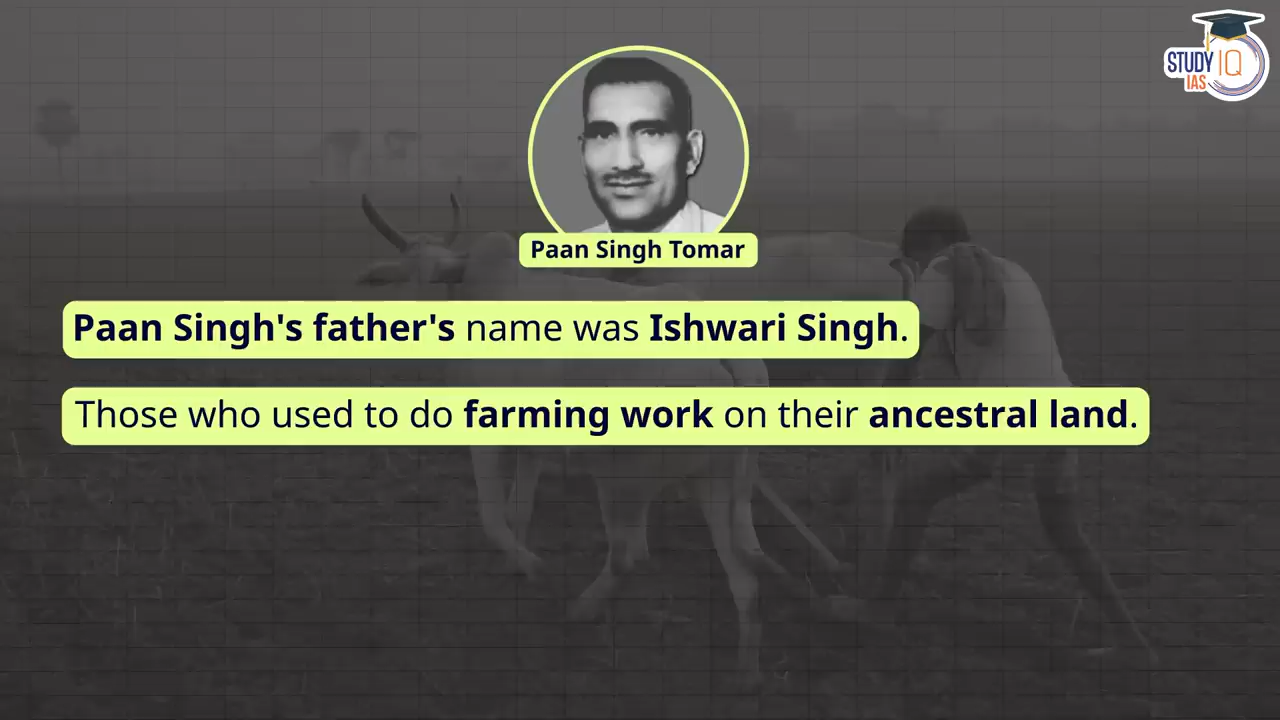 STUDY IQ
IAS
Paan Singh Tomar
Paan Singh's father's name was Ishwari Singh.
Those who used to do farming work on their ancestral land.